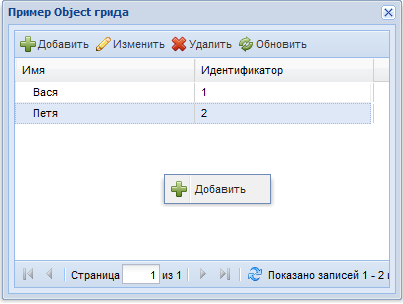 Пример Object грида
Добавить Изменить Удалить Обновить
Имя Идентификатор
Вася 1
Петя 2
Добавить
Страница 1 из 1 Показано записей 1 - 2